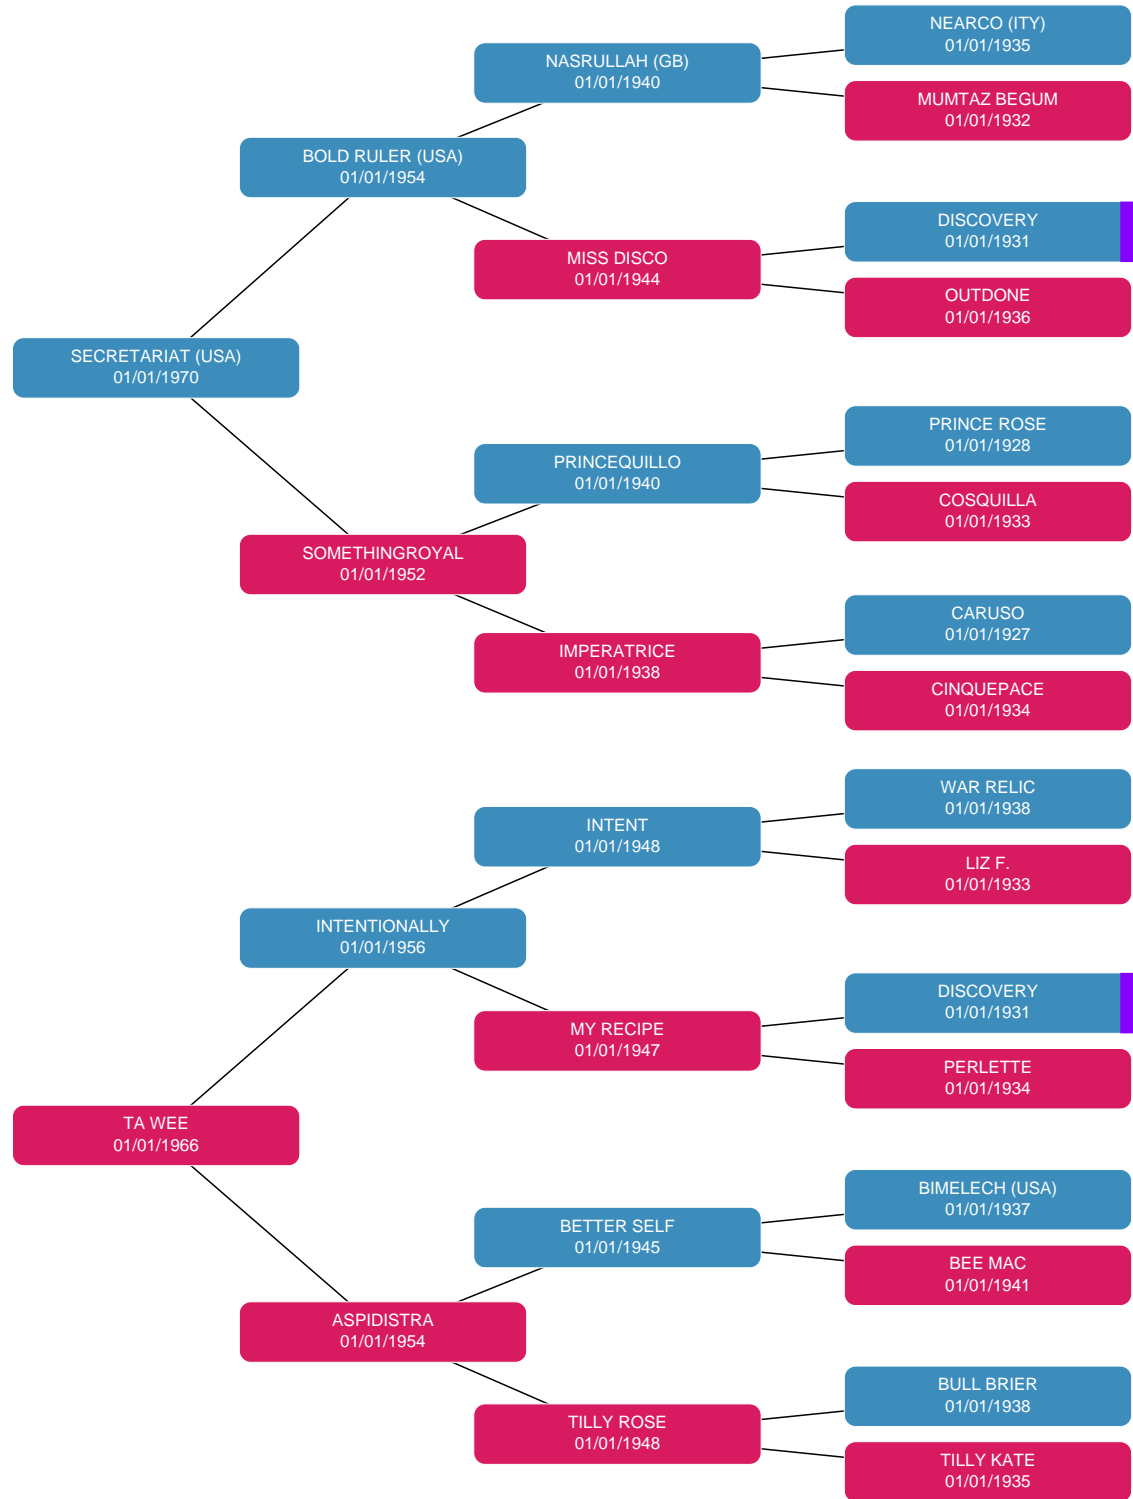 NEARCO (ITY)
01/01/1935
NASRULLAH (GB)
01/01/1940
MUMTAZ BEGUM
01/01/1932
BOLD RULER (USA)
01/01/1954
DISCOVERY
01/01/1931
MISS DISCO
01/01/1944
OUTDONE
01/01/1936
SECRETARIAT (USA)
01/01/1970
PRINCE ROSE
01/01/1928
PRINCEQUILLO
01/01/1940
COSQUILLA
01/01/1933
SOMETHINGROYAL
01/01/1952
CARUSO
01/01/1927
IMPERATRICE
01/01/1938
CINQUEPACE
01/01/1934
WAR RELIC
01/01/1938
INTENT
01/01/1948
LIZ F.
01/01/1933
INTENTIONALLY
01/01/1956
DISCOVERY
01/01/1931
MY RECIPE
01/01/1947
PERLETTE
01/01/1934
TA WEE
01/01/1966
BIMELECH (USA)
01/01/1937
BETTER SELF
01/01/1945
BEE MAC
01/01/1941
ASPIDISTRA
01/01/1954
BULL BRIER
01/01/1938
TILLY ROSE
01/01/1948
TILLY KATE
01/01/1935